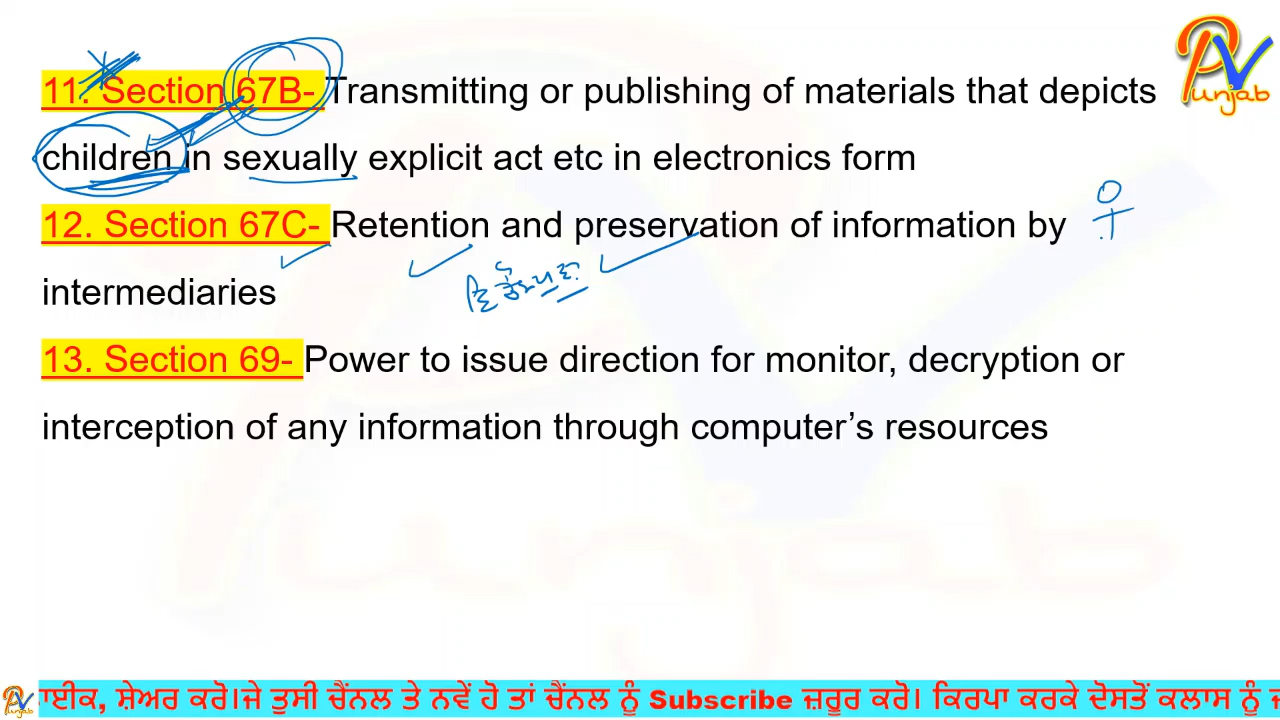 11. Section 67B- Transmitting or publishing of materials that depicts
children in sexually explicit act etc in electronics form
12. Section 67C- Retention and preservation of information by
intermediaries
13. Section 69- Power to issue direction for monitor, decryption or
interception of any information through computer’s resources
Punjab
ਾਈਕ, ਸ਼ੇਅਰ ਕਰੋ।ਜੇ ਤੁਸੀ ਚੈਂਨਲ ਤੇ ਨਵੇਂ ਹੋ ਤਾਂ ਚੈਂਨਲ ਨੂੰ Subscribe ਜ਼ਰੂਰ ਕਰੋ। ਕਿਰਪਾ ਕਰਕੇ ਦੋਸਤੋਂ ਕਲਾਸ ਨੂੰ